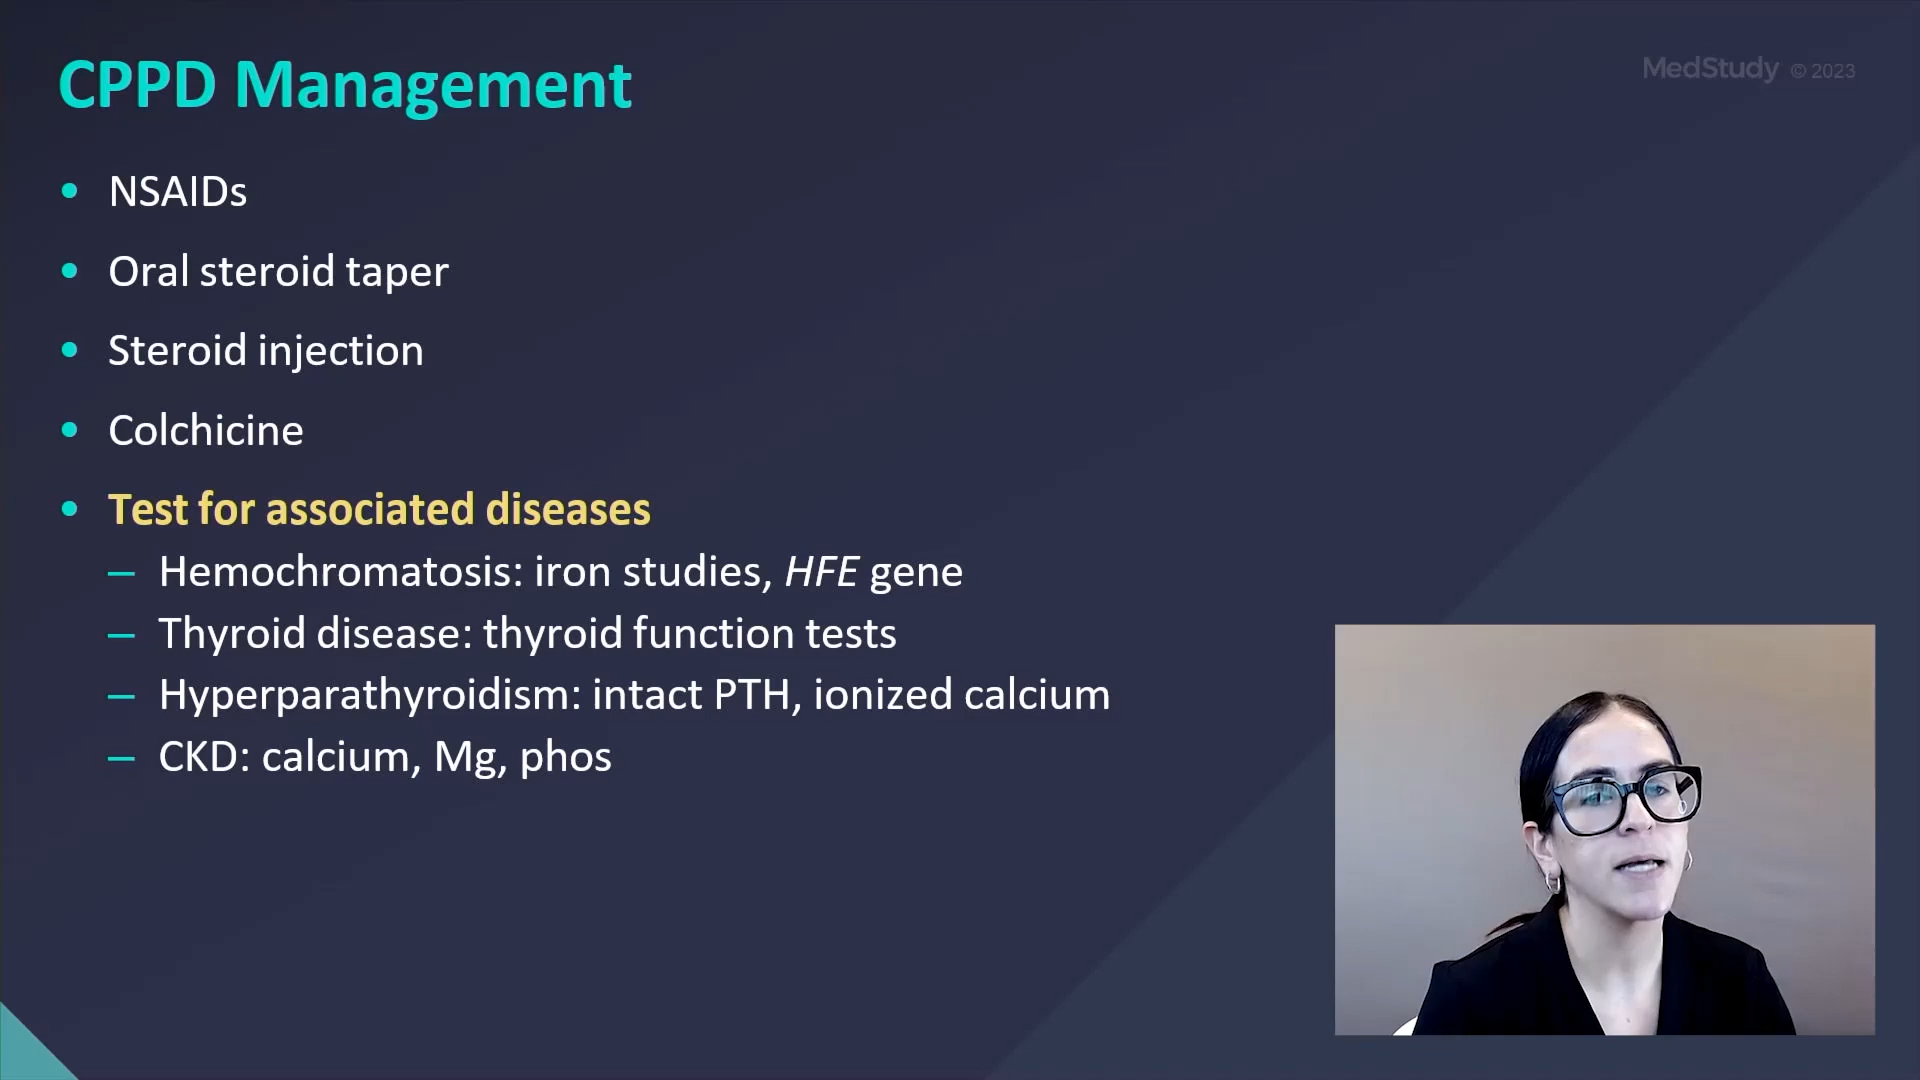 CPPD Management
MedStudy © 2023
• NSAIDs
• Oral steroid taper
• Steroid injection
• Colchicine
• Test for associated diseases
– Hemochromatosis: iron studies, HFE gene
– Thyroid disease: thyroid function tests
– Hyperparathyroidism: intact PTH, ionized calcium
– CKD: calcium, Mg, phos